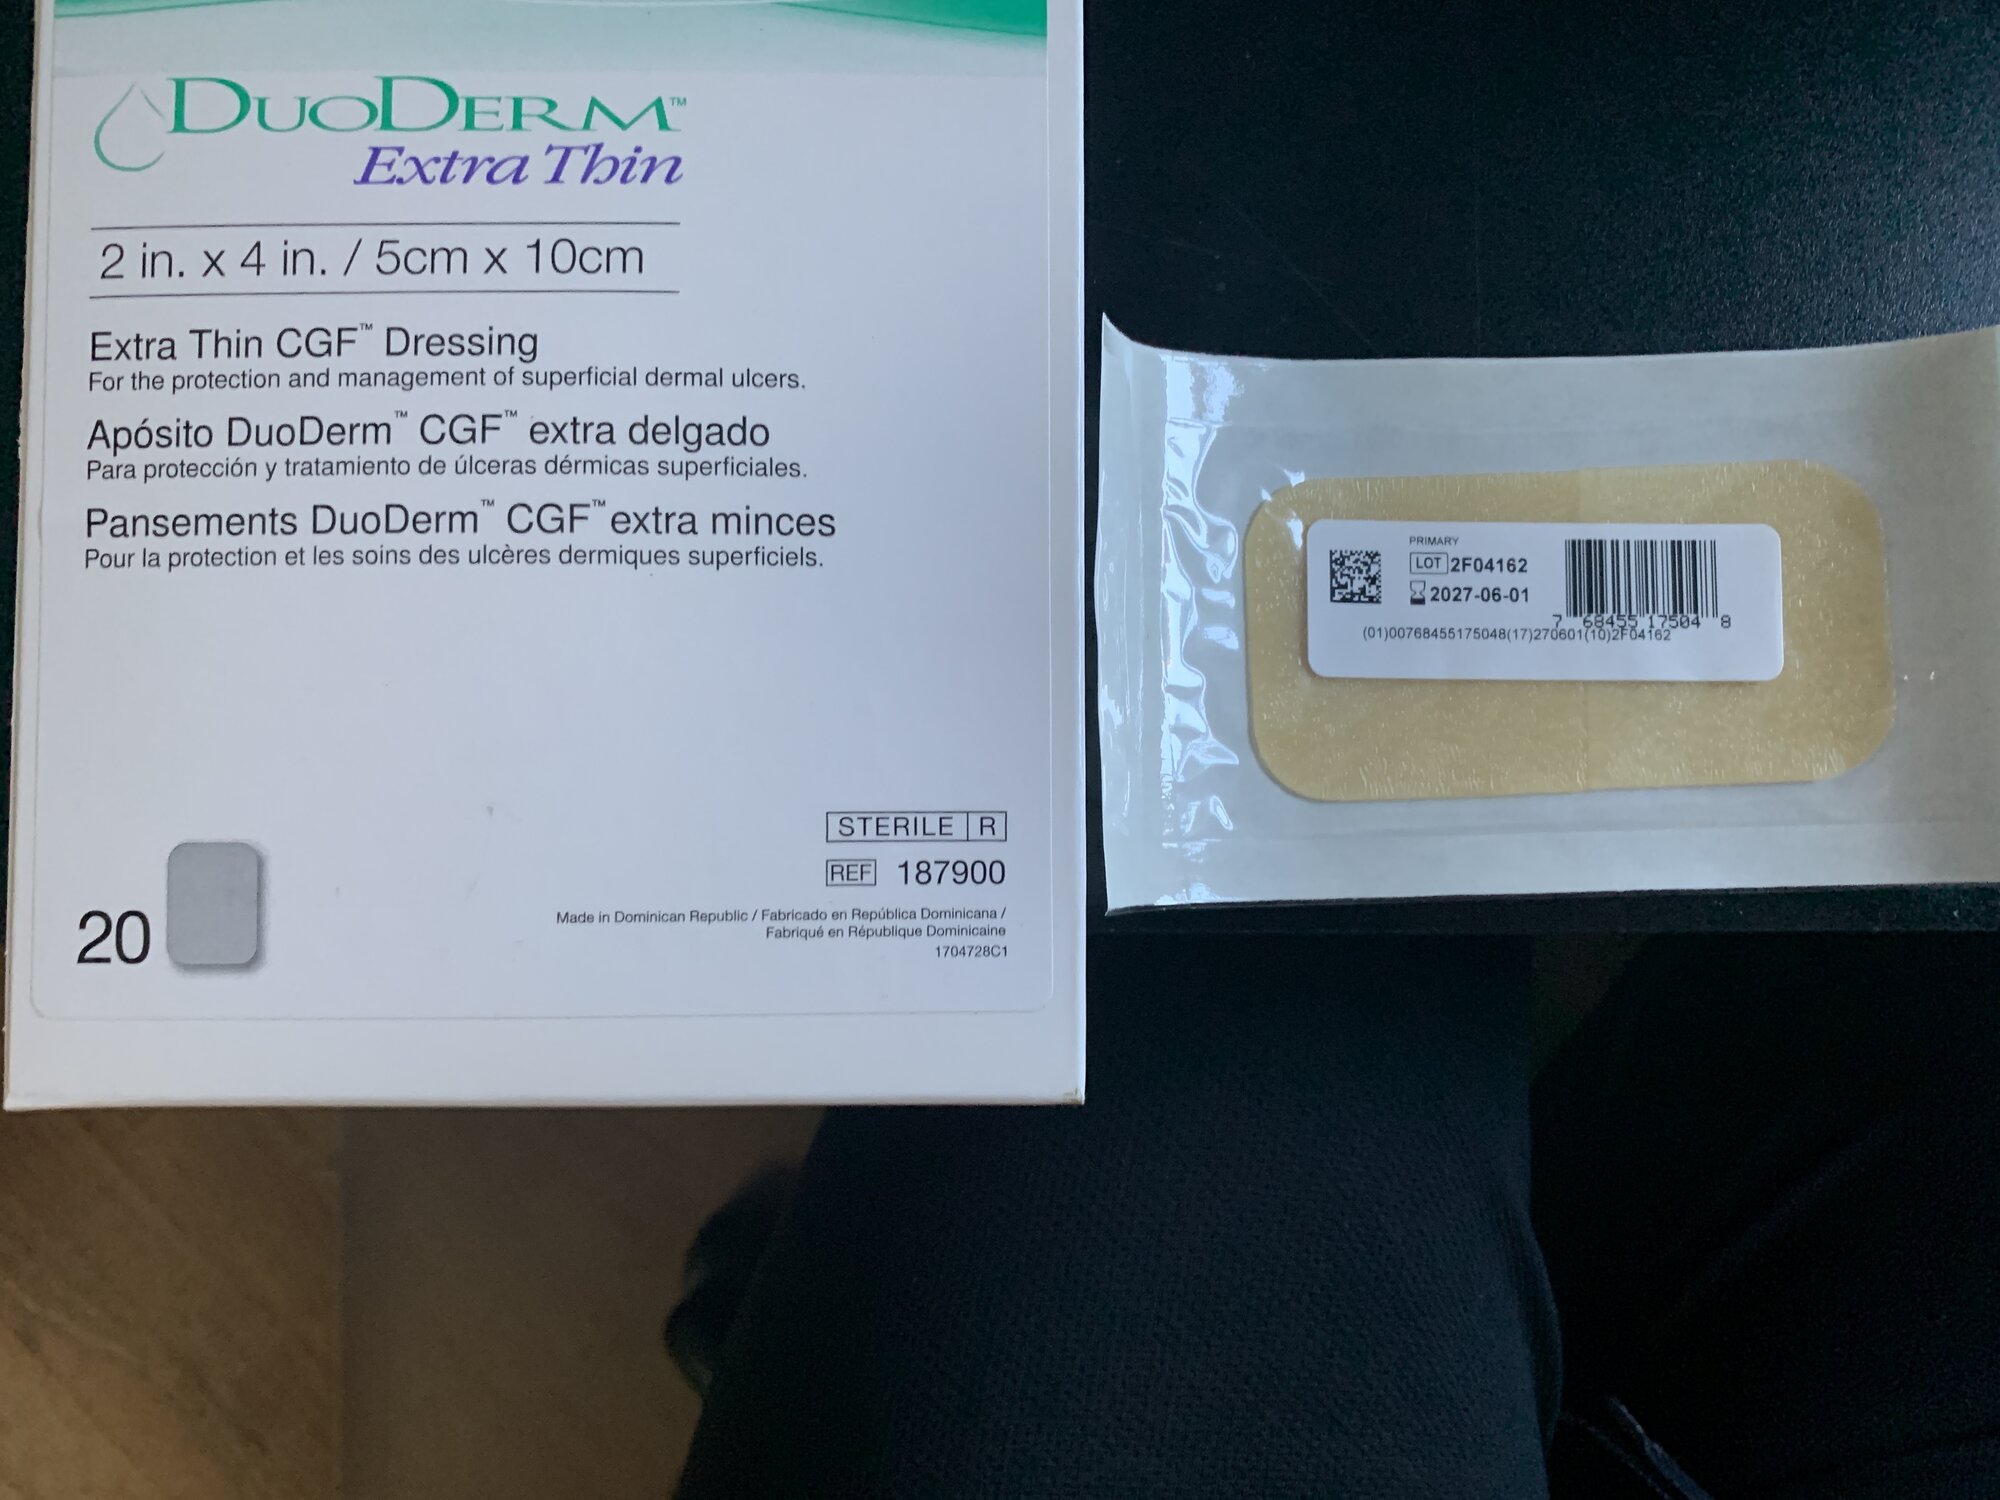 DUODERM™
Extra Thin
2 in. x 4 in. / 5cm x 10cm
Extra Thin CGF™ Dressing
For the protection and management of superficial dermal ulcers.
Apósito DuoDerm™ CGF™ extra delgado
Para protección y tratamiento de úlceras dérmicas superficiales.
Pansements DuoDerm™ CGF™ extra minces
Pour la protection et les soins des ulcères dermiques superficiels.
STERILE R
REF 187900
Made in Dominican Republic / Fabricado en República Dominicana /
Fabriqué en République Dominicaine
1704728C1
20
PRIMARY
LOT 2F04162
2027-06-01
7 68455 17504 8
(01)00768455175048(17)270601(10)2F04162